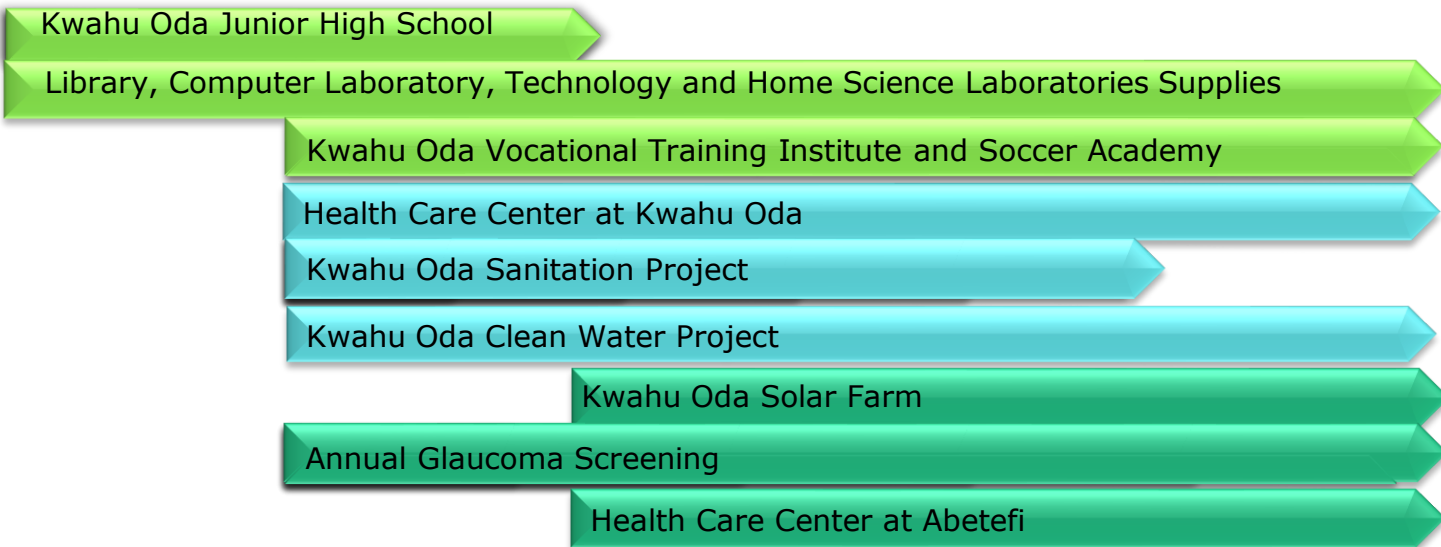 Kwahu Oda Junior High School
Library, Computer Laboratory, Technology and Home Science Laboratories Supplies
Kwahu Oda Vocational Training Institute and Soccer Academy
Health Care Center at Kwahu Oda
Kwahu Oda Sanitation Project
Kwahu Oda Clean Water Project
Kwahu Oda Solar Farm
Annual Glaucoma Screening
Health Care Center at Abetefi